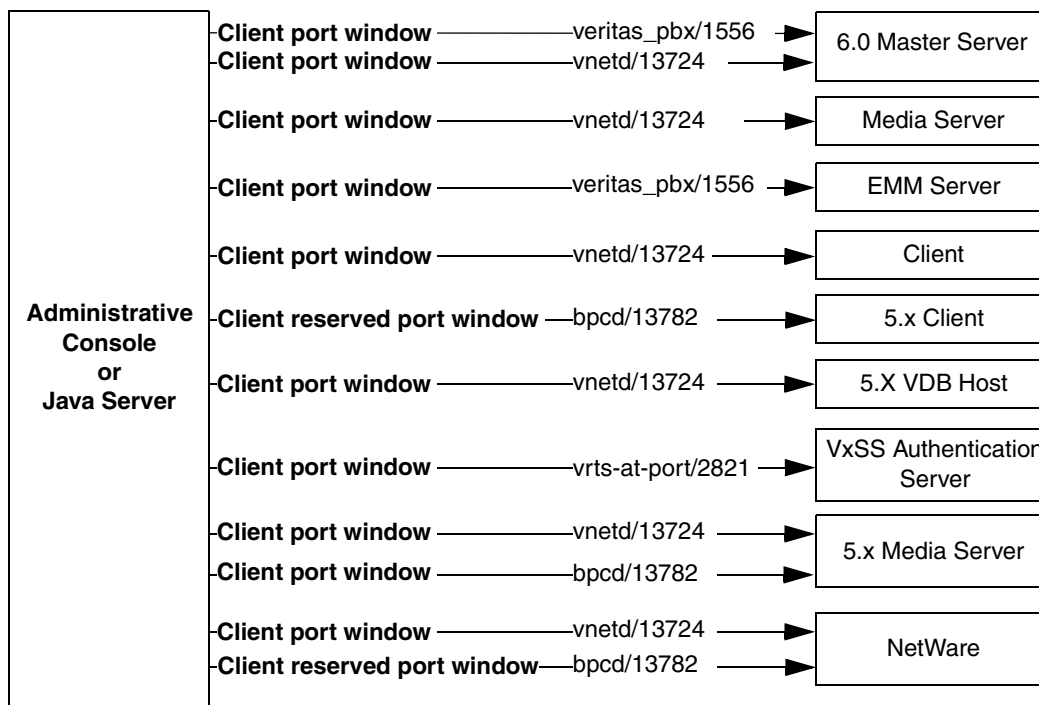 Administrative
Console
or
Java Server
Client port window veritas_pbx/1556
Client port window vnetd/13724
6.0 Master Server
Client port window vnetd/13724 Media Server
Client port window veritas_pbx/1556 EMM Server
Client port window vnetd/13724 Client
Client reserved port window bpcd/13782 5.x Client
Client port window vnetd/13724 5.X VDB Host
Client port window vrts-at-port/2821
VxSS Authentication
Server
Client port window vnetd/13724
Client port window bpcd/13782
5.x Media Server
Client port window vnetd/13724
Client reserved port window bpcd/13782
NetWare